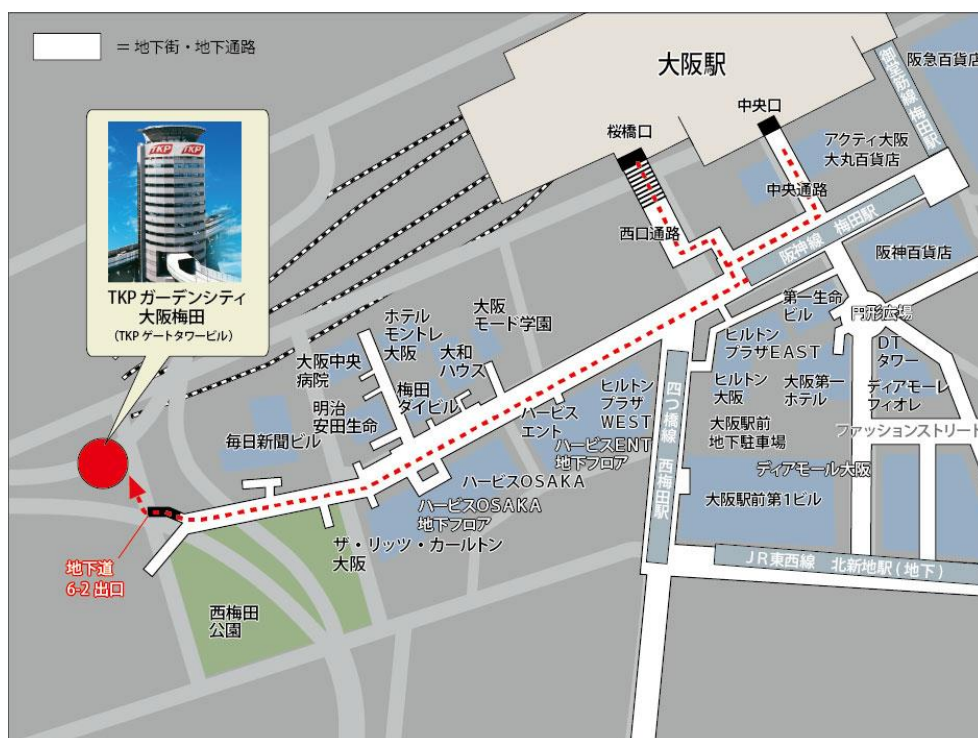 = 地下街・地下通路
大阪駅
中央口
桜橋口
御堂筋線 梅田駅
阪急百貨店
アクティ大阪
大丸百貨店
中央通路
西口通路
阪神線 梅田駅
阪神百貨店
TKP
TKP
TKPガーデンシティ
大阪梅田
(TKPゲートタワービル)
大阪
モード学園
ホテル
モントレ
大阪
大和
ハウス
大阪中央
病院
梅田
ダイビル
明治
安田生命
毎日新聞ビル
第一生命
ビル
円形広場
ヒルトン
プラザEAST
DT
タワー
ヒルトン
プラザ
WEST
ハービス
エント
ハービスENT
地下フロア
四つ橋線 西梅田駅
ヒルトン
大阪
大阪第一
ホテル
ディアモーレ
フィオレ
大阪駅前
地下駐車場
ファッションストリート
ディアモール大阪
大阪駅前第1ビル
ハービスOSAKA
ハービスOSAKA
地下フロア
ザ・リッツ・カールトン
大阪
JR東西線 北新地駅(地下)
地下道
6-2出口
西梅田
公園